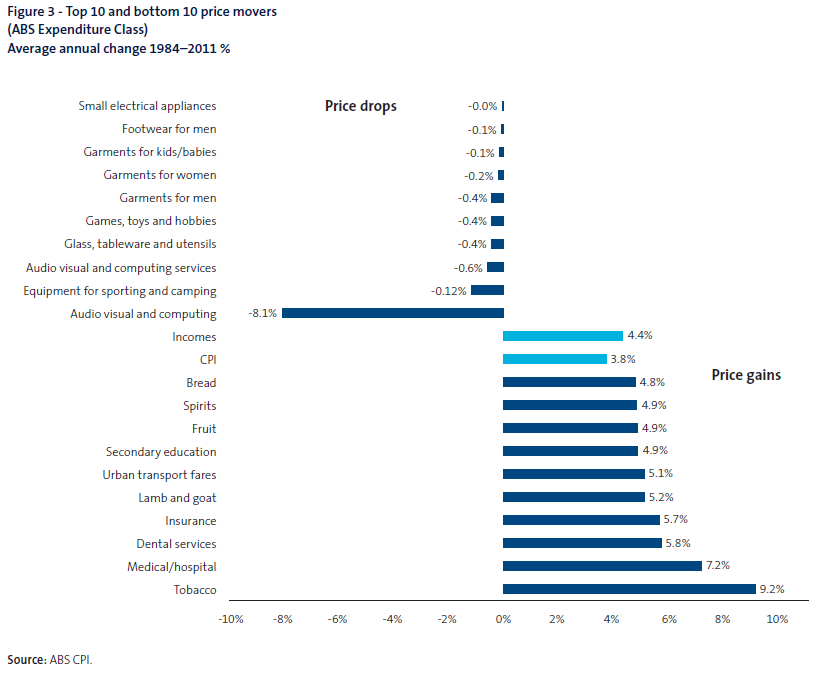 Figure 3 - Top 10 and bottom 10 price movers
(ABS Expenditure Class)
Average annual change 1984–2011 %
Price drops
Small electrical appliances -0.0%
Footwear for men -0.1%
Garments for kids/babies -0.1%
Garments for women -0.2%
Garments for men -0.4%
Games, toys and hobbies -0.4%
Glass, tableware and utensils -0.4%
Audio visual and computing services -0.6%
Equipment for sporting and camping -0.12%
Audio visual and computing -8.1%
Incomes 4.4%
CPI 3.8%
Price gains
Bread 4.8%
Spirits 4.9%
Fruit 4.9%
Secondary education 4.9%
Urban transport fares 5.1%
Lamb and goat 5.2%
Insurance 5.7%
Dental services 5.8%
Medical/hospital 7.2%
Tobacco 9.2%
-10% -8% -6% -4% -2% 0% 2% 4% 6% 8% 10%
Source: ABS CPI.